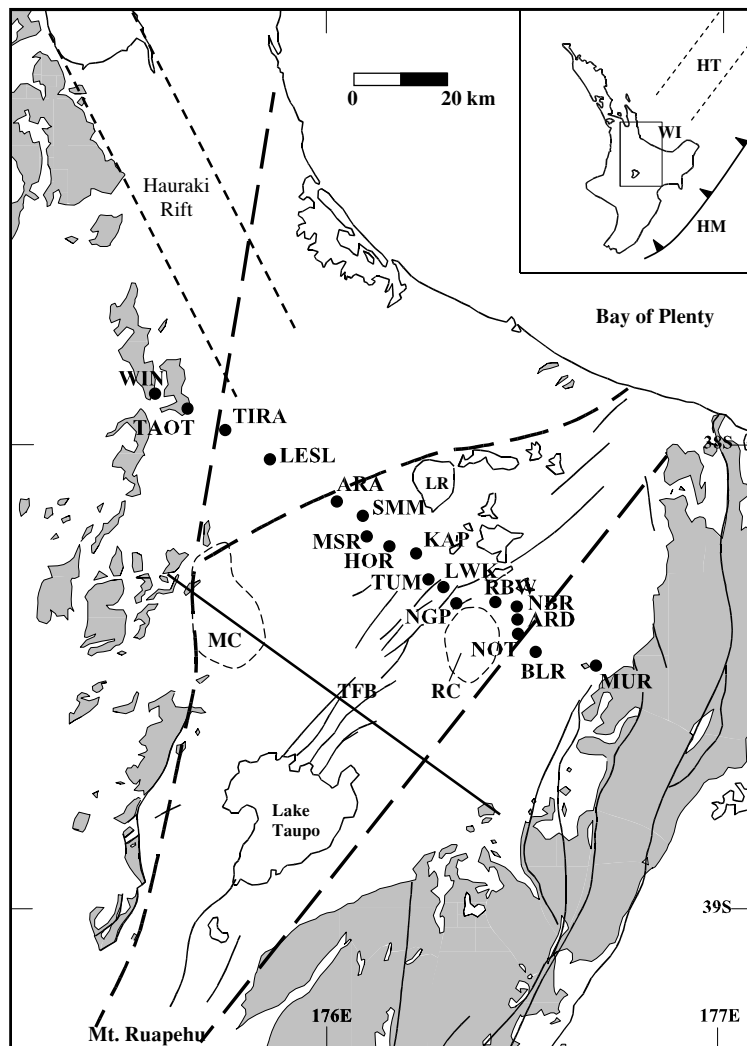 HT
WI
HM
0
20 km
Hauraki
Rift
Bay of Plenty
WIN
TAOT
TIRA
LESL
38S
LR
ARA
SMM
MSR
HOR
KAP
TUM
LWK
RBW
NBR
ARD
NGP
NOT
MC
BLR
RC
MUR
TFB
Lake
Taupo
39S
176E
177E
Mt. Ruapehu